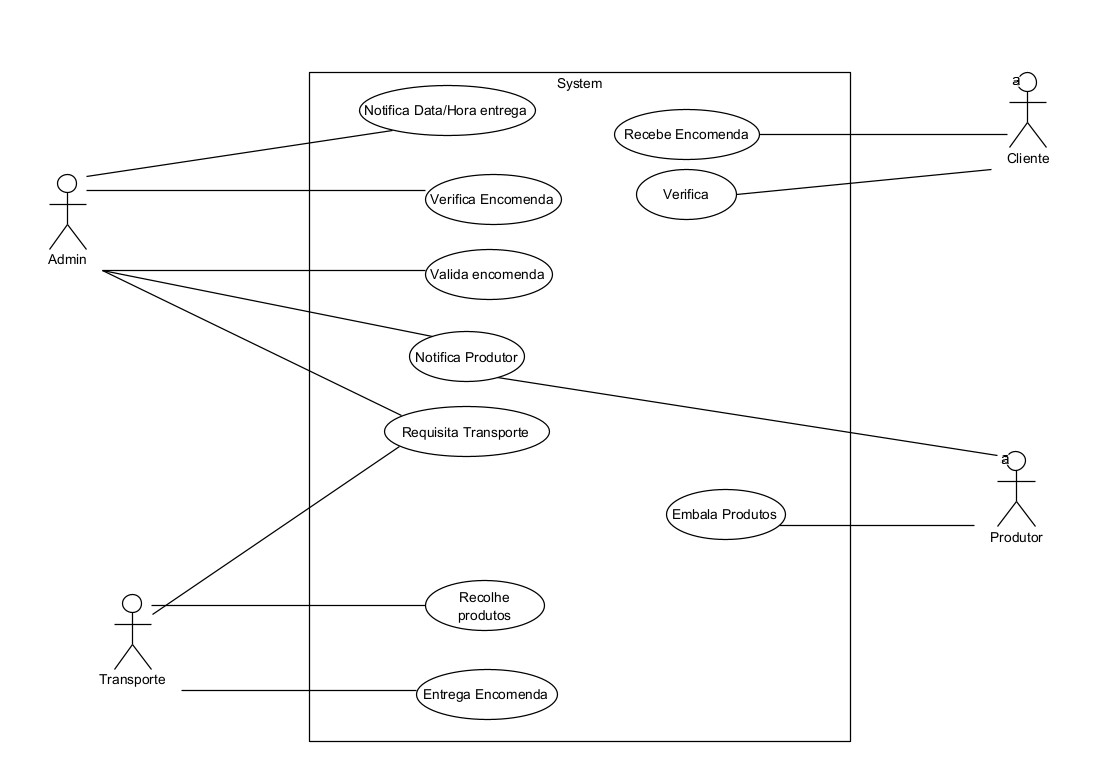 System
a
Notifica Data/Hora entrega
Recebe Encomenda
Cliente
Verifica Encomenda
Verifica
Admin
Valida encomenda
Notifica Produtor
Requisita Transporte
a
Embala Produtos
Produtor
Recolhe
produtos
Transporte
Entrega Encomenda